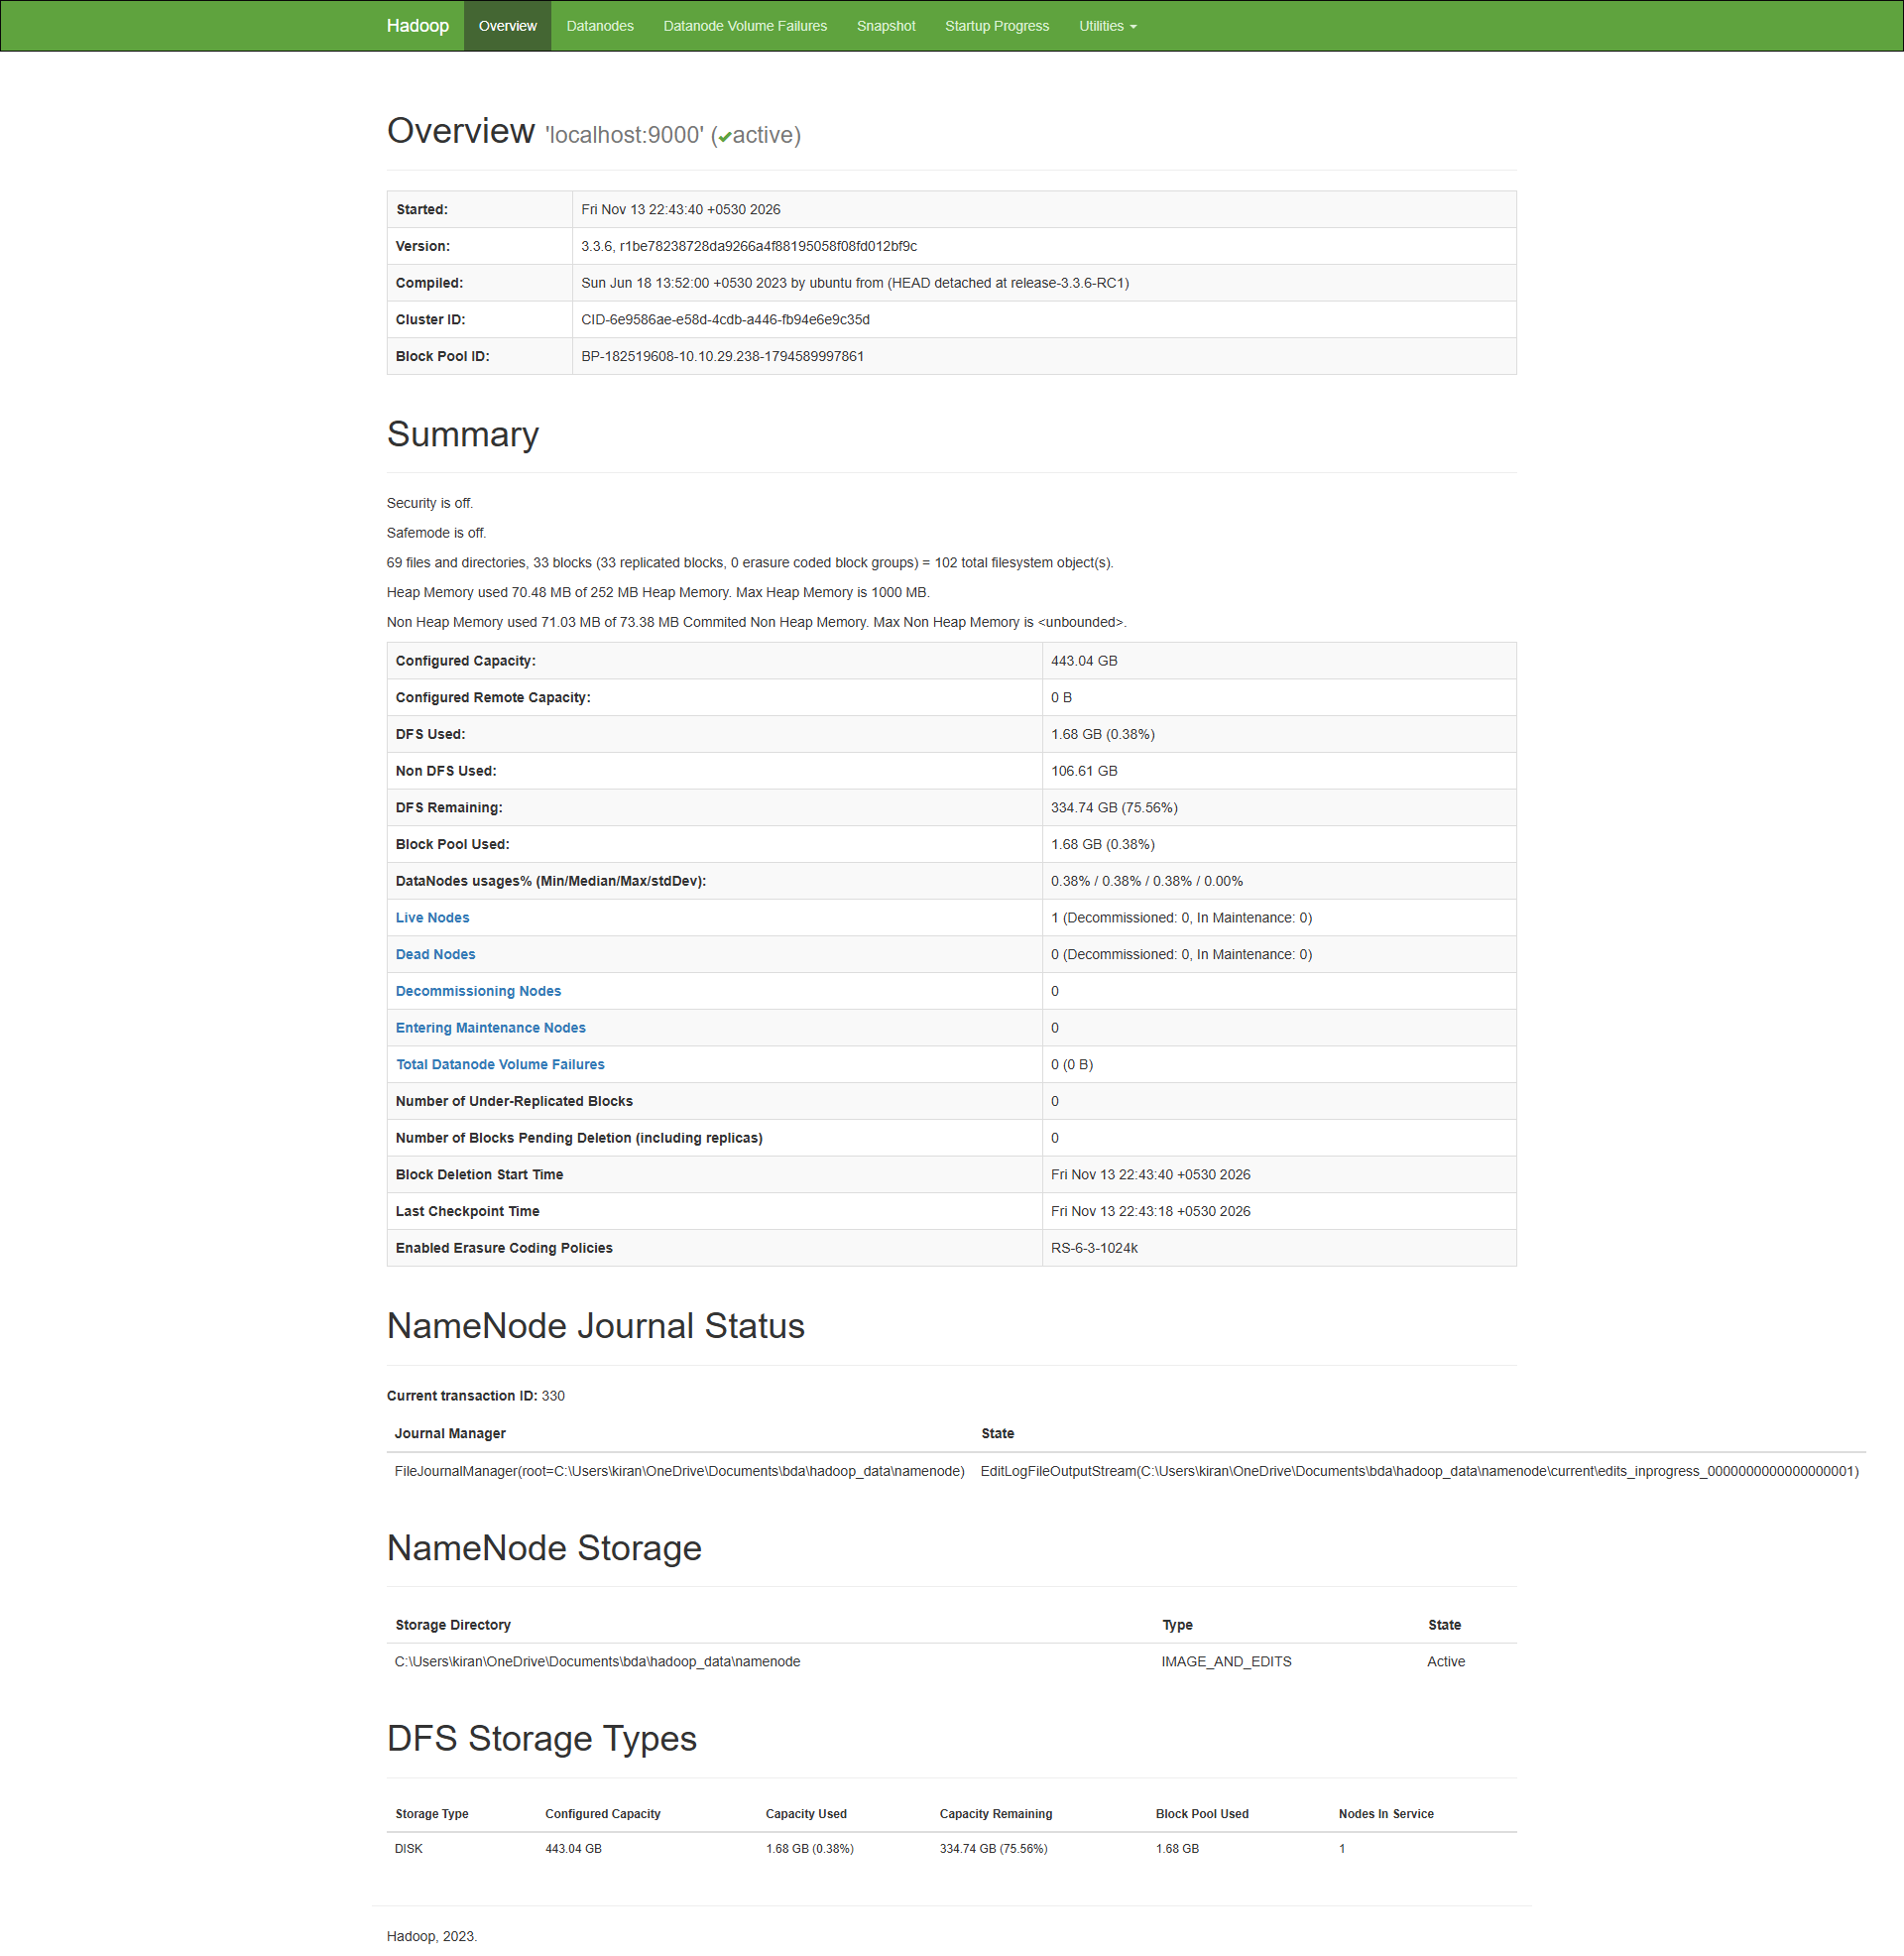 Hadoop Overview Datanodes Datanode Volume Failures Snapshot Startup Progress Utilities
Overview 'localhost:9000' (✔active)
Started: Fri Nov 13 22:43:40 +0530 2026
Version: 3.3.6, r1be78238728da9266a4f88195058f08fd012bf9c
Compiled: Sun Jun 18 13:52:00 +0530 2023 by ubuntu from (HEAD detached at release-3.3.6-RC1)
Cluster ID: CID-6e9586ae-e58d-4cdb-a446-fb94e6e9c35d
Block Pool ID: BP-182519608-10.10.29.238-1794589997861
Summary
Security is off.
Safemode is off.
69 files and directories, 33 blocks (33 replicated blocks, 0 erasure coded block groups) = 102 total filesystem object(s).
Heap Memory used 70.48 MB of 252 MB Heap Memory. Max Heap Memory is 1000 MB.
Non Heap Memory used 71.03 MB of 73.38 MB Commited Non Heap Memory. Max Non Heap Memory is <unbounded>.
Configured Capacity: 443.04 GB
Configured Remote Capacity: 0 B
DFS Used: 1.68 GB (0.38%)
Non DFS Used: 106.61 GB
DFS Remaining: 334.74 GB (75.56%)
Block Pool Used: 1.68 GB (0.38%)
DataNodes usages% (Min/Median/Max/stdDev): 0.38% / 0.38% / 0.38% / 0.00%
Live Nodes 1 (Decommissioned: 0, In Maintenance: 0)
Dead Nodes 0 (Decommissioned: 0, In Maintenance: 0)
Decommissioning Nodes 0
Entering Maintenance Nodes 0
Total Datanode Volume Failures 0 (0 B)
Number of Under-Replicated Blocks 0
Number of Blocks Pending Deletion (including replicas) 0
Block Deletion Start Time Fri Nov 13 22:43:40 +0530 2026
Last Checkpoint Time Fri Nov 13 22:43:18 +0530 2026
Enabled Erasure Coding Policies RS-6-3-1024k
NameNode Journal Status
Current transaction ID: 330
Journal Manager State
FileJournalManager(root=C:\Users\kiran\OneDrive\Documents\bda\hadoop_data\namenode) EditLogFileOutputStream(C:\Users\kiran\OneDrive\Documents\bda\hadoop_data\namenode\current\edits_inprogress_0000000000000000001)
NameNode Storage
Storage Directory Type State
C:\Users\kiran\OneDrive\Documents\bda\hadoop_data\namenode IMAGE_AND_EDITS Active
DFS Storage Types
Storage Type Configured Capacity Capacity Used Capacity Remaining Block Pool Used Nodes In Service
DISK 443.04 GB 1.68 GB (0.38%) 334.74 GB (75.56%) 1.68 GB 1
Hadoop, 2023.